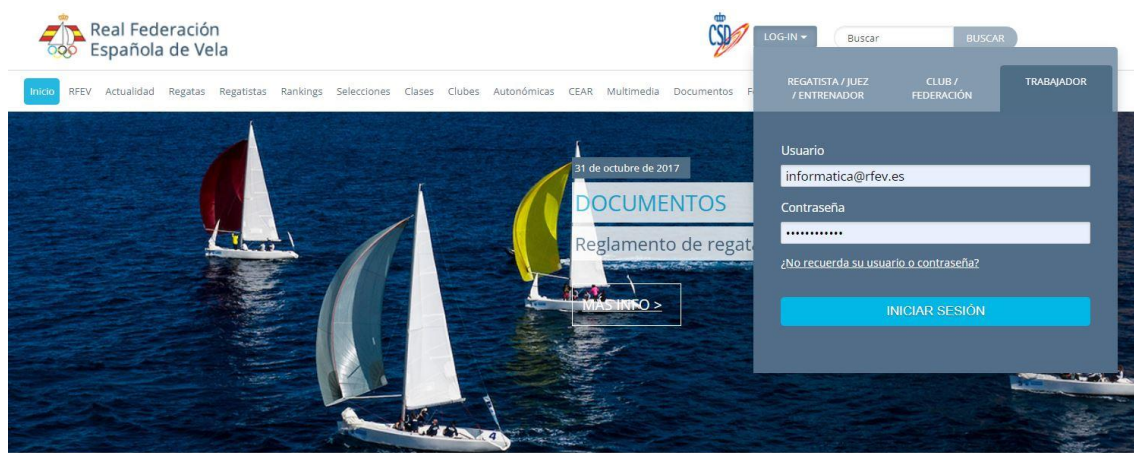 Real Federación
Española de Vela
CSD
LOG-IN
Buscar
BUSCAR
Inicio RFEV Actualidad Regatas Regatistas Rankings Selecciones Clases Clubes Autonómicas CEAR Multimedia Documentos
REGATISTA / JUEZ
/ ENTRENADOR
CLUB /
FEDERACIÓN
TRABAJADOR
31 de octubre de 2017
DOCUMENTOS
Reglamento de regat
MÁS INFO >
Usuario
informatica@rfev.es
Contraseña
••••••••••••
¿No recuerda su usuario o contraseña?
INICIAR SESIÓN
4